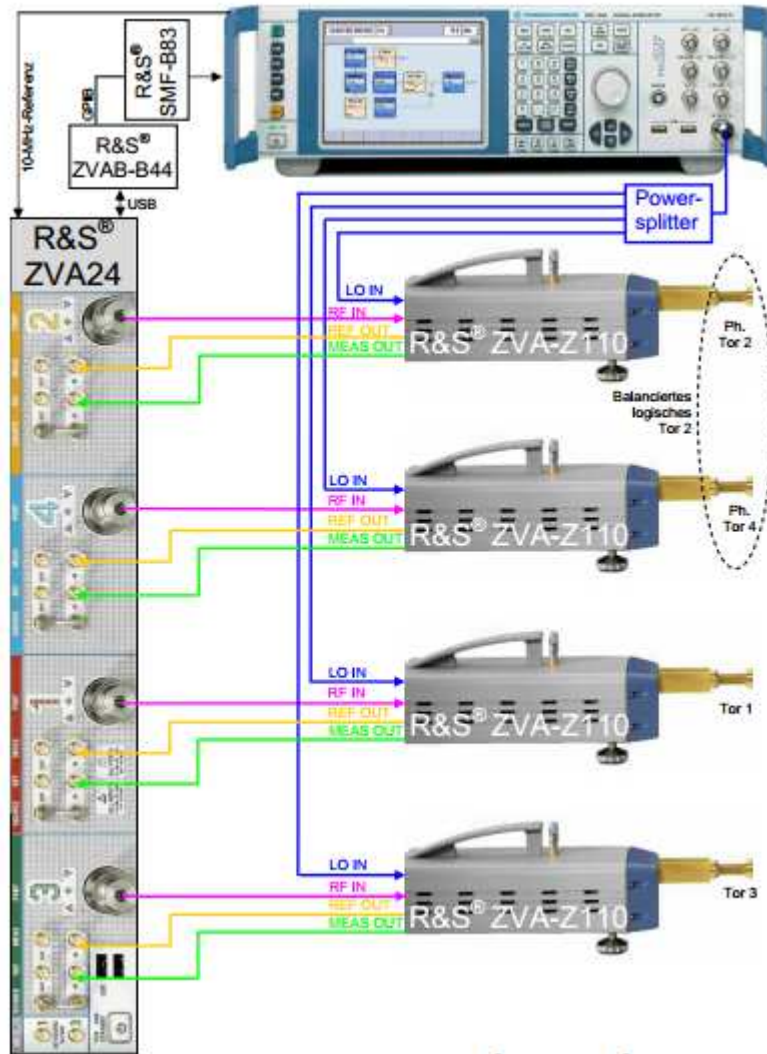 10-MHz-Referenz
GPIB
R&S®
SMF-B83
R&S®
ZVAB-B44
USB
R&S®
ZVA24
Power-
splitter
2
LO IN
RF IN
REF OUT
MEAS OUT
R&S® ZVA-Z110
Ph.
Tor 2
Balanciertes
logisches
Tor 2
4
LO IN
RF IN
REF OUT
MEAS OUT
R&S® ZVA-Z110
Ph.
Tor 4
1
LO IN
RF IN
REF OUT
MEAS OUT
R&S® ZVA-Z110
Tor 1
3
LO IN
RF IN
REF OUT
MEAS OUT
R&S® ZVA-Z110
Tor 3